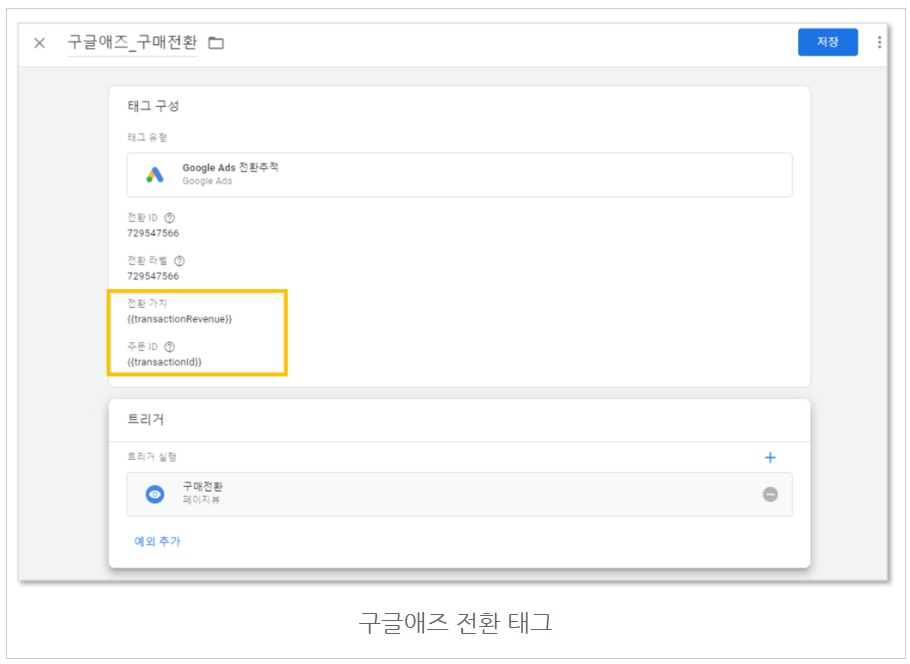 구글애즈_구매전환
저장
태그 구성
태그 유형
Google Ads 전환추적
Google Ads
전환 ID
729547566
전환 라벨
729547566
전환 가치
{{transactionRevenue}}
주문 ID
{{transactionId}}
트리거
트리거 실행
구매전환
페이지뷰
예외 추가
구글애즈 전환 태그